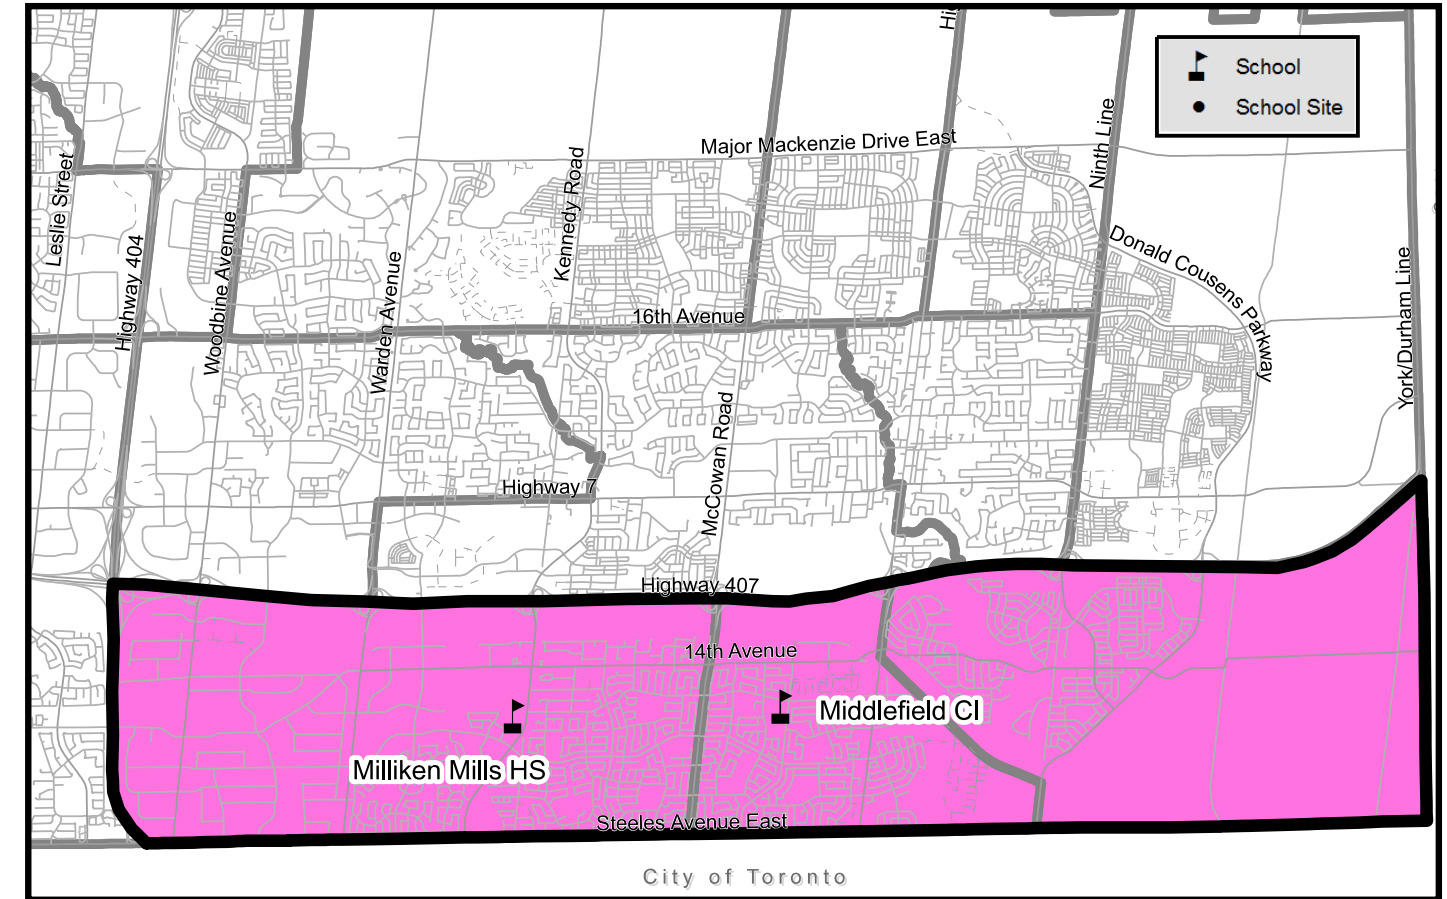 Hi
School
School Site
Major Mackenzie Drive East
Ninth Line
Kennedy Road
Leslie Street
Highway 404
Woodbine Avenue
Warden Avenue
Donald Cousens Parkway
York/Durham Line
16th Avenue
McCowan Road
Highway 7
Highway 407
14th Avenue
Middlefield CI
Milliken Mills HS
Steeles Avenue East
City of Toronto